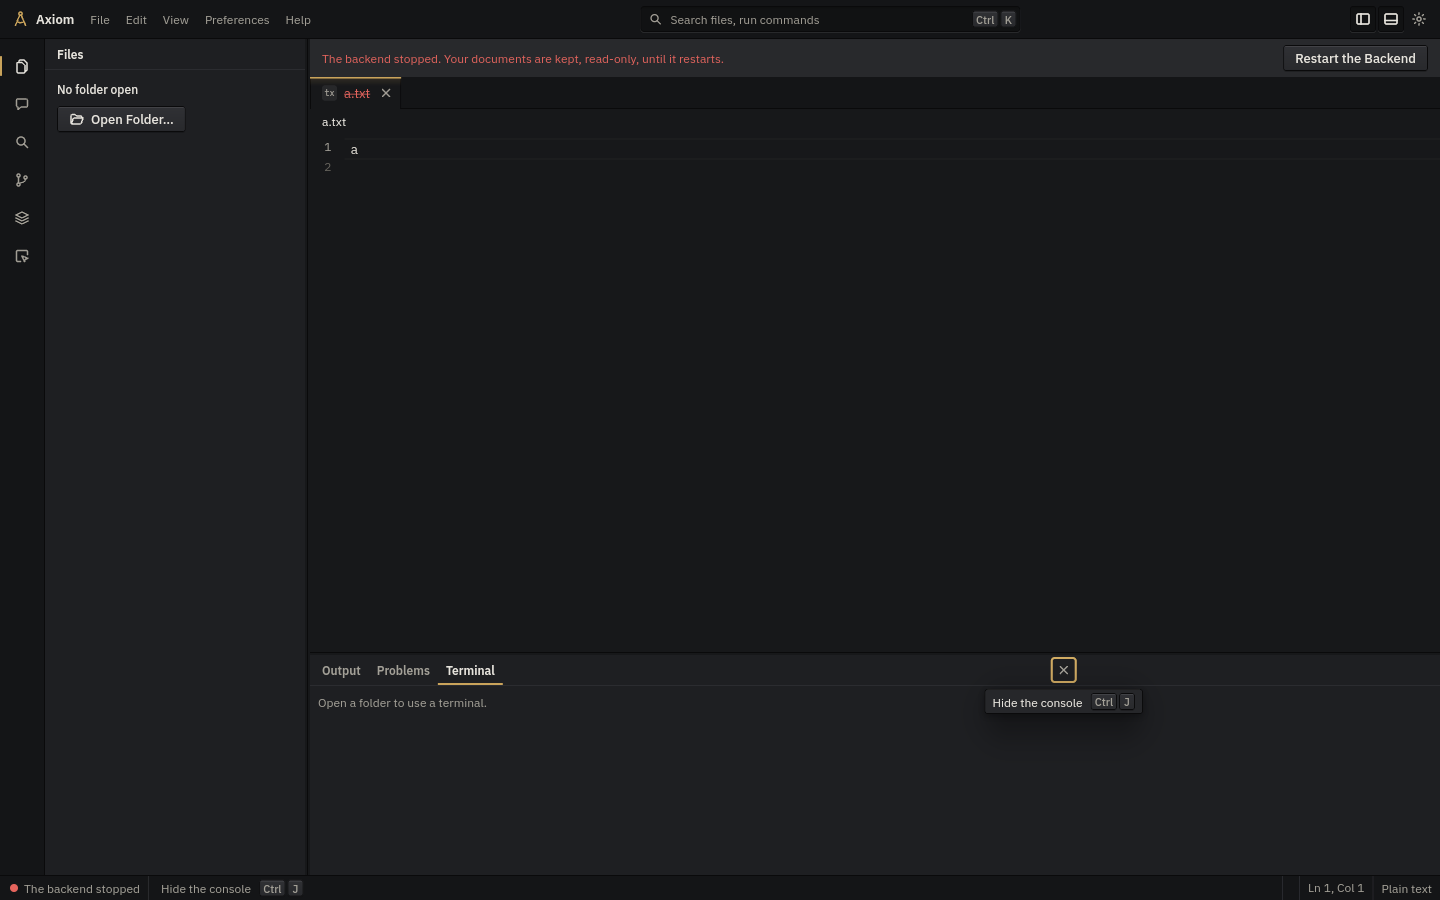 Axiom File Edit View Preferences Help Search files, run commands Ctrl K
Files
The backend stopped. Your documents are kept, read-only, until it restarts. Restart the Backend
No folder open
Open Folder...
tx a.txt
a.txt
1 a
2
Output Problems Terminal
Open a folder to use a terminal.
Hide the console Ctrl J
The backend stopped Hide the console Ctrl J Ln 1, Col 1 Plain text